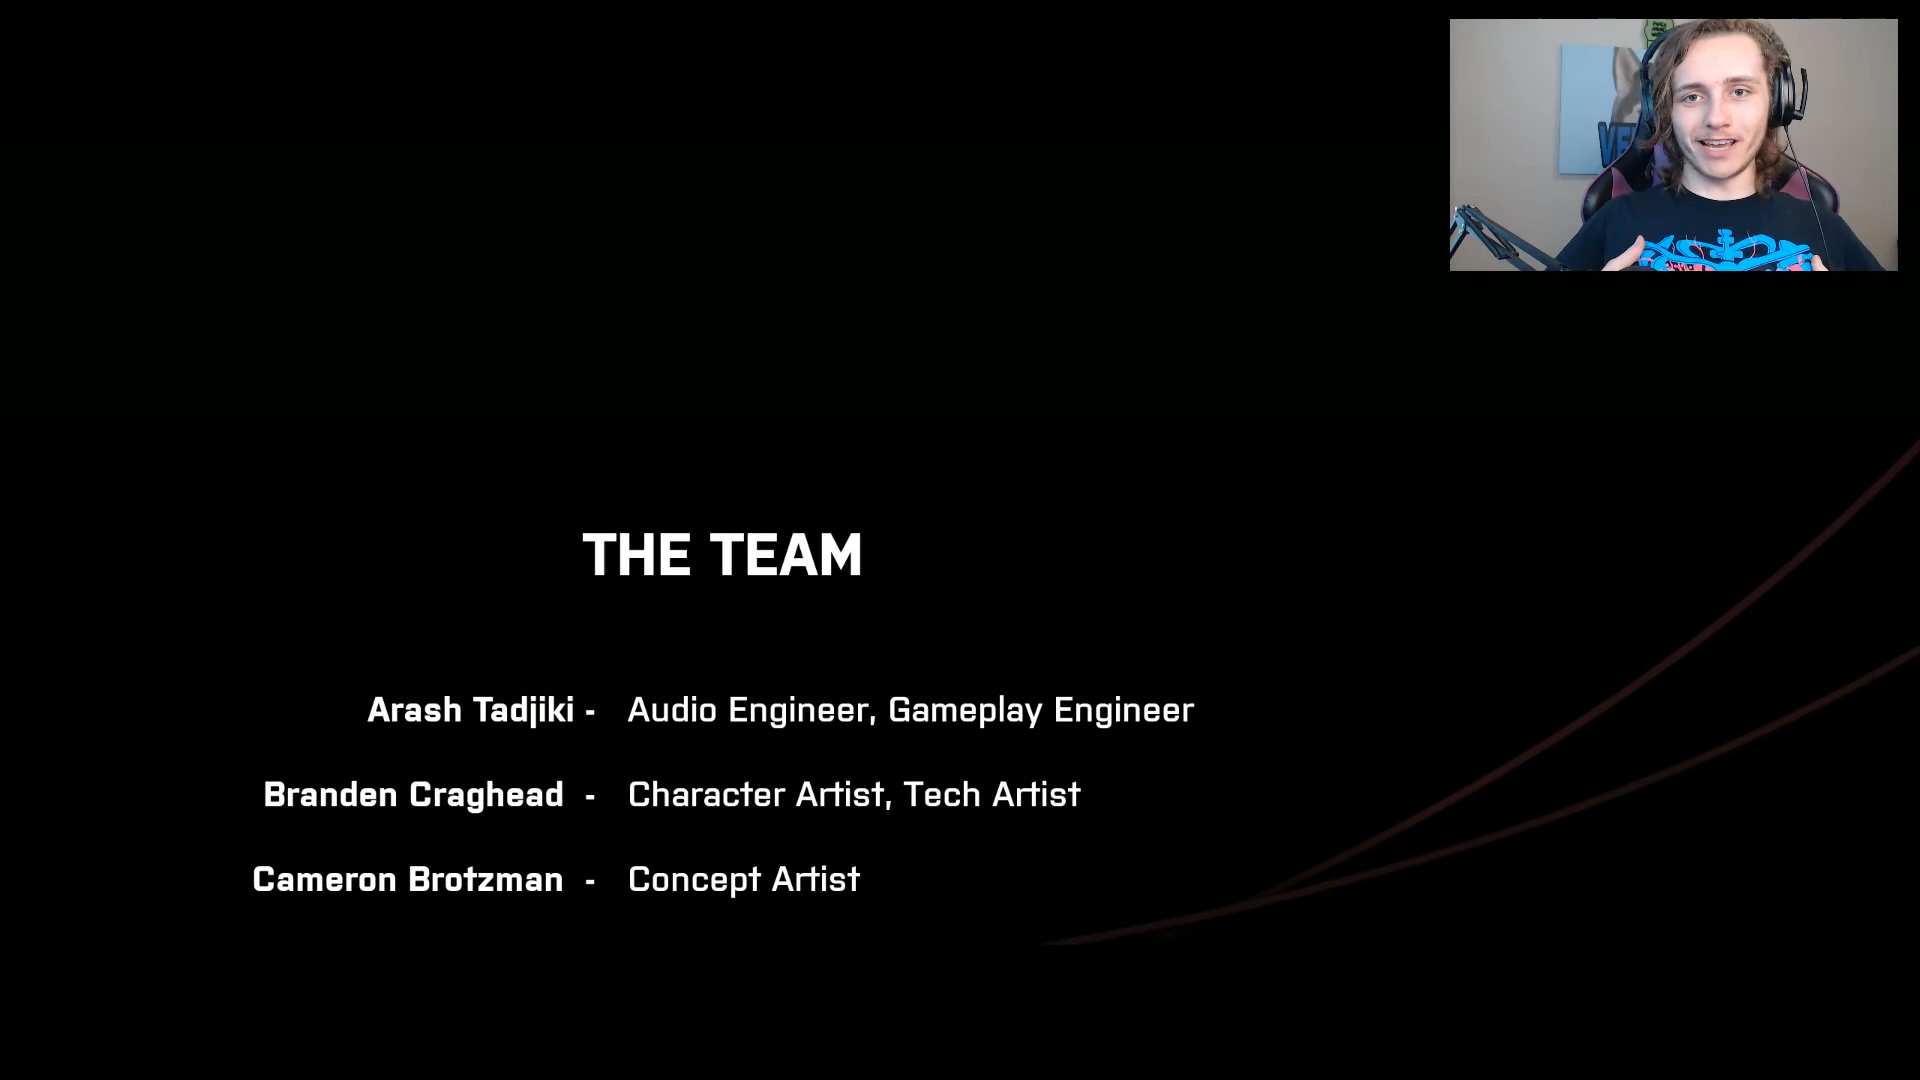 THE TEAM
Arash Tadjiki - Audio Engineer, Gameplay Engineer
Branden Craghead - Character Artist, Tech Artist
Cameron Brotzman - Concept Artist